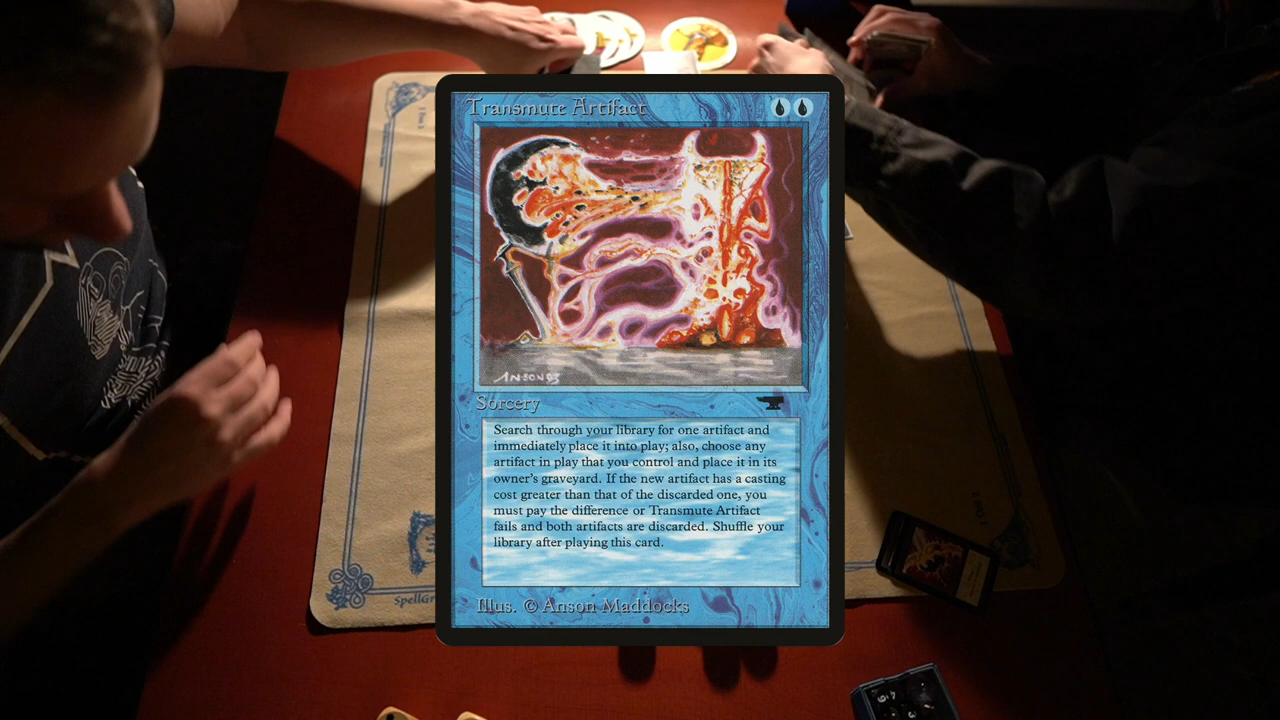 Transmute Artifact
ANSON93
Sorcery
Search through your library for one artifact and
immediately place it into play; also, choose any
artifact in play that you control and place it in its
owner's graveyard. If the new artifact has a casting
cost greater than that of the discarded one, you
must pay the difference or Transmute Artifact
fails and both artifacts are discarded. Shuffle your
library after playing this card.
Illus. © Anson Maddocks